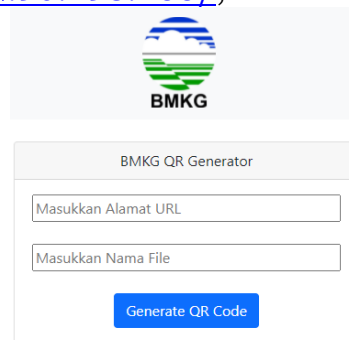 BMKG
BMKG QR Generator
Masukkan Alamat URL
Masukkan Nama File
Generate QR Code